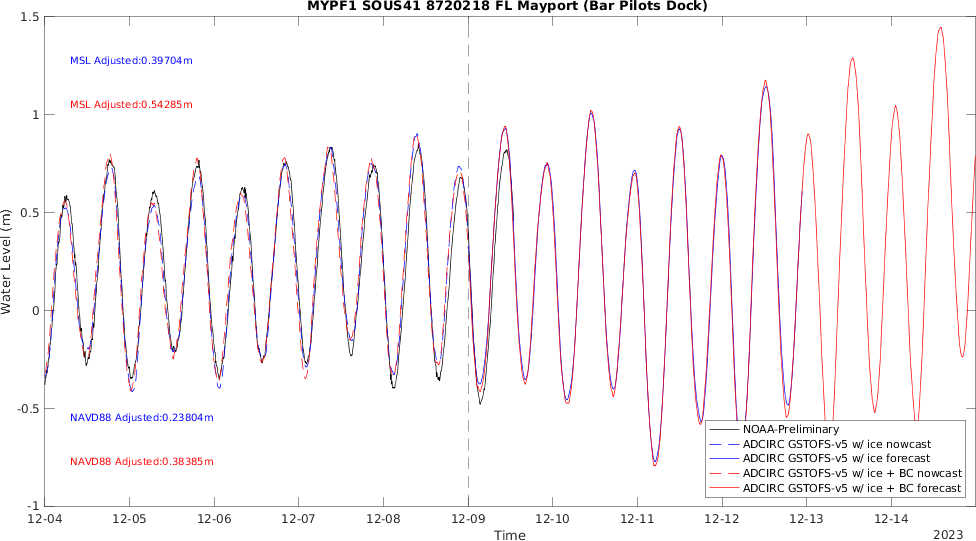 MYPF1 SOUS41 8720218 FL Mayport (Bar Pilots Dock)
1.5
MSL Adjusted:0.39704m
MSL Adjusted:0.54285m
1
0.5
Water Level (m)
0
-0.5
NAVD88 Adjusted:0.23804m
NAVD88 Adjusted:0.38385m
NOAA-Preliminary
ADCIRC GSTOFS-v5 w/ ice nowcast
ADCIRC GSTOFS-v5 w/ ice forecast
ADCIRC GSTOFS-v5 w/ ice + BC nowcast
ADCIRC GSTOFS-v5 w/ ice + BC forecast
-1
12-04 12-05 12-06 12-07 12-08 12-09 12-10 12-11 12-12 12-13 12-14
Time
2023